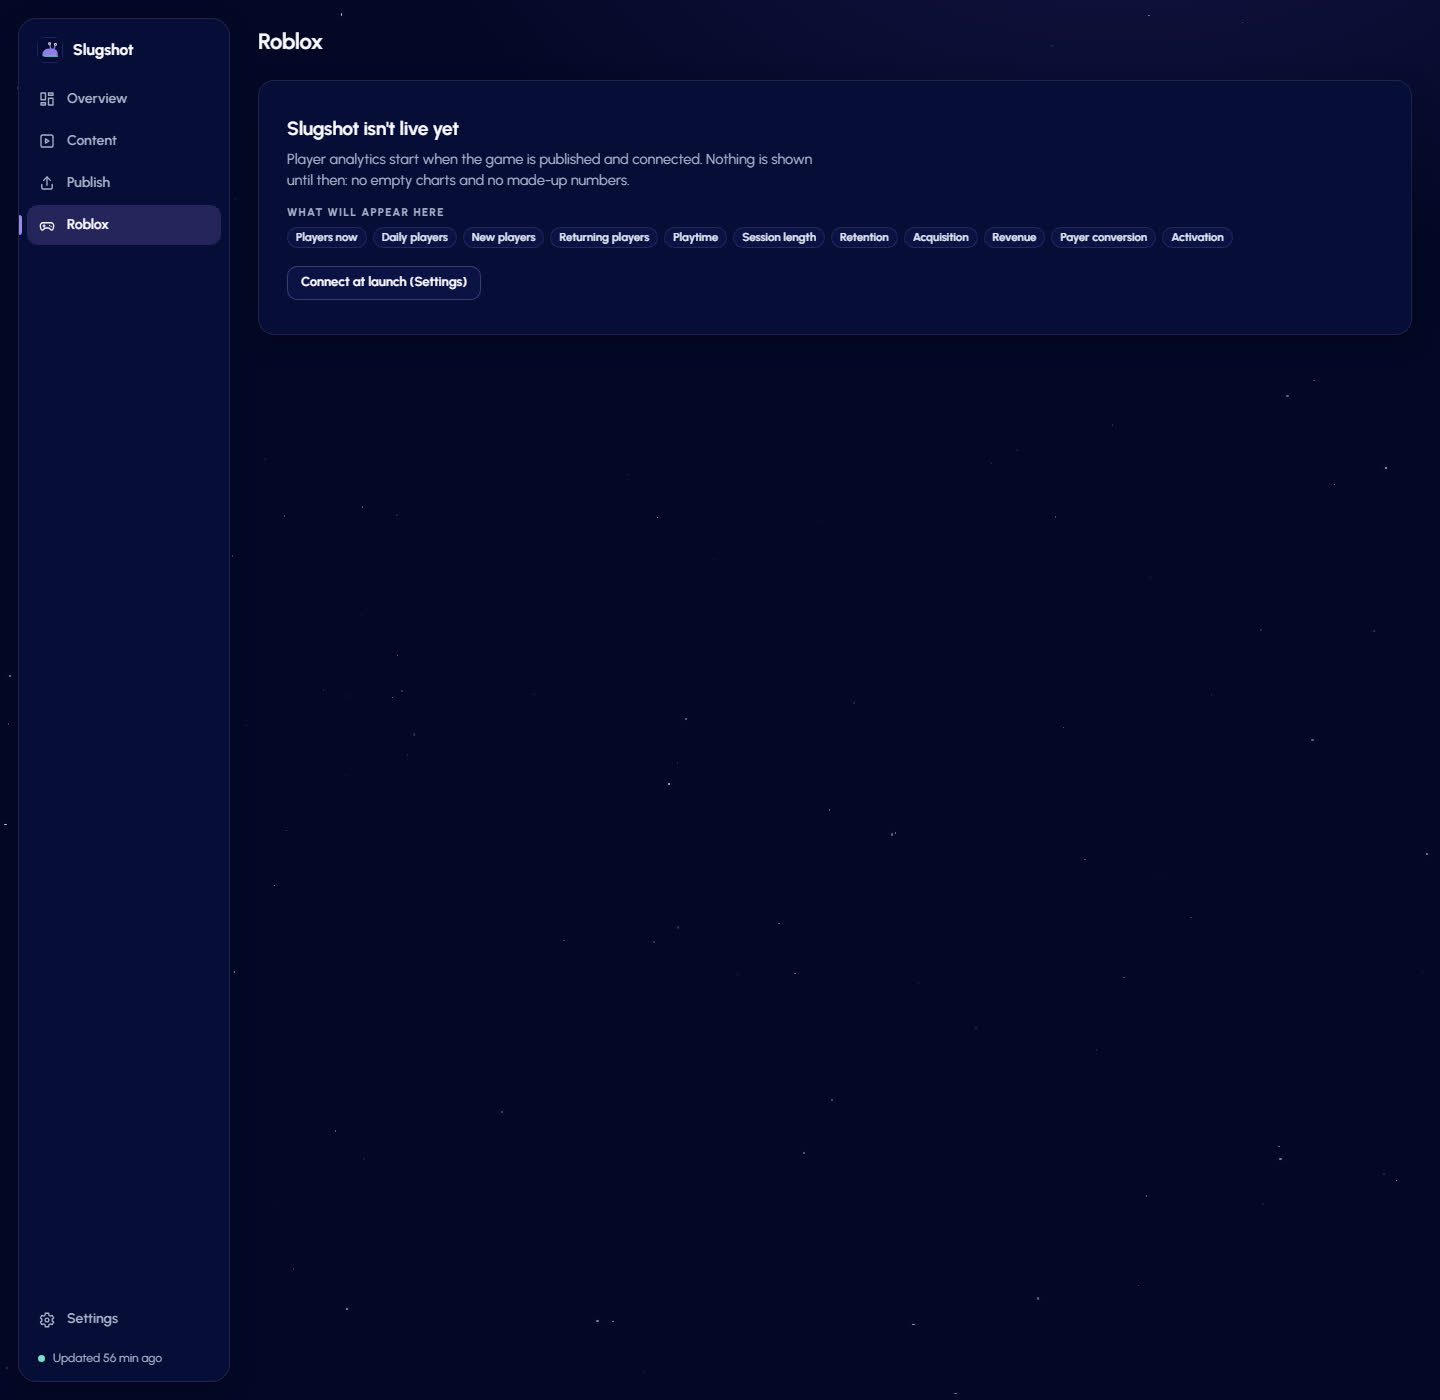 Slugshot
Overview
Content
Publish
Roblox
Settings
Updated 56 min ago
Roblox
Slugshot isn't live yet
Player analytics start when the game is published and connected. Nothing is shown
until then: no empty charts and no made-up numbers.
WHAT WILL APPEAR HERE
Players now Daily players New players Returning players Playtime Session length Retention Acquisition Revenue Payer conversion Activation
Connect at launch (Settings)